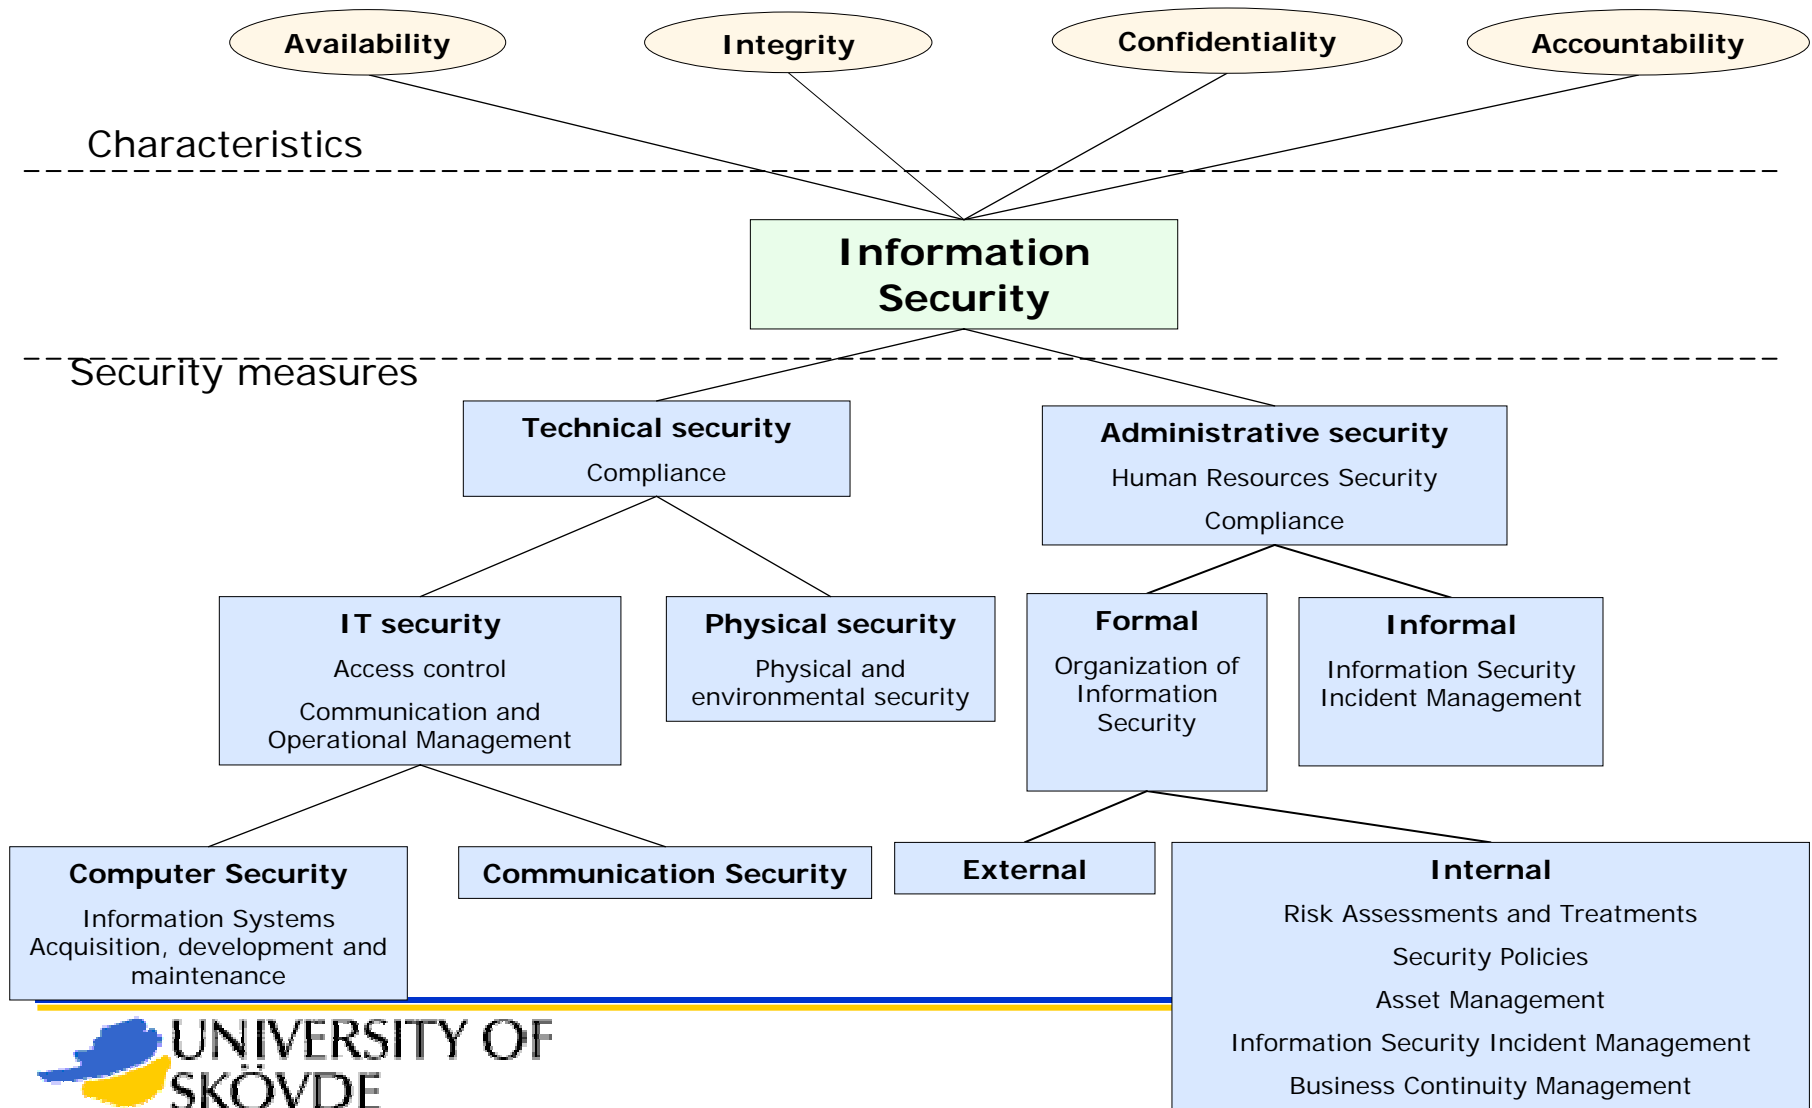 Availability
Integrity
Confidentiality
Accountability
Characteristics
Information
Security
Security measures
Technical security
Compliance
Administrative security
Human Resources Security
Compliance
IT security
Access control
Communication and
Operational Management
Physical security
Physical and
environmental security
Formal
Organization of
Information
Security
Informal
Information Security
Incident Management
Computer Security
Information Systems
Acquisition, development and
maintenance
Communication Security
External
Internal
Risk Assessments and Treatments
Security Policies
Asset Management
Information Security Incident Management
Business Continuity Management
UNIVERSITY OF
SKÖVDE